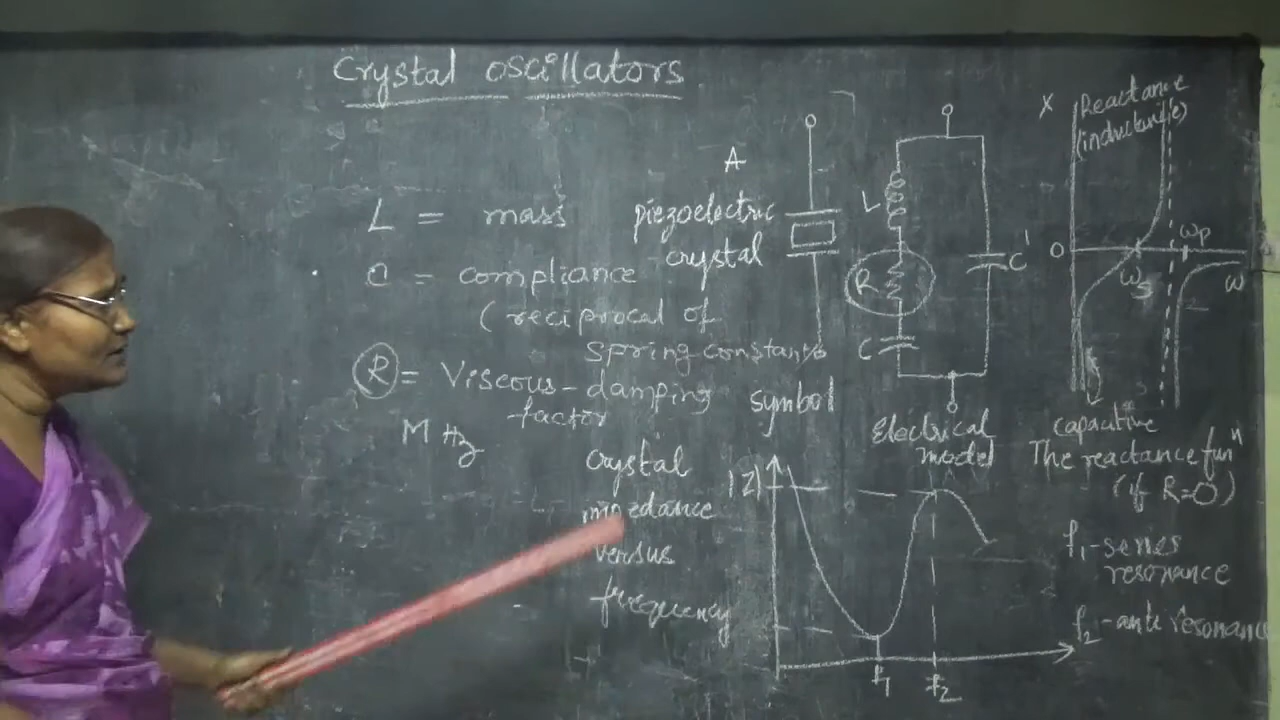 Crystal oscillators
L = mass
C = compliance
(reciprocal of
spring constant)
R = Viscous-damping
factor
MHz
A
piezoelectric
crystal
symbol
L
R
C
C'
Electrical
model
X
Reactance
(inductive)
0
ωs
ωp
ω
capacitive
The reactance funⁿ
(if R=0)
Crystal
impedance
versus
frequency
|Z|
f1
f2
f1-series
resonance
f2-anti resonance